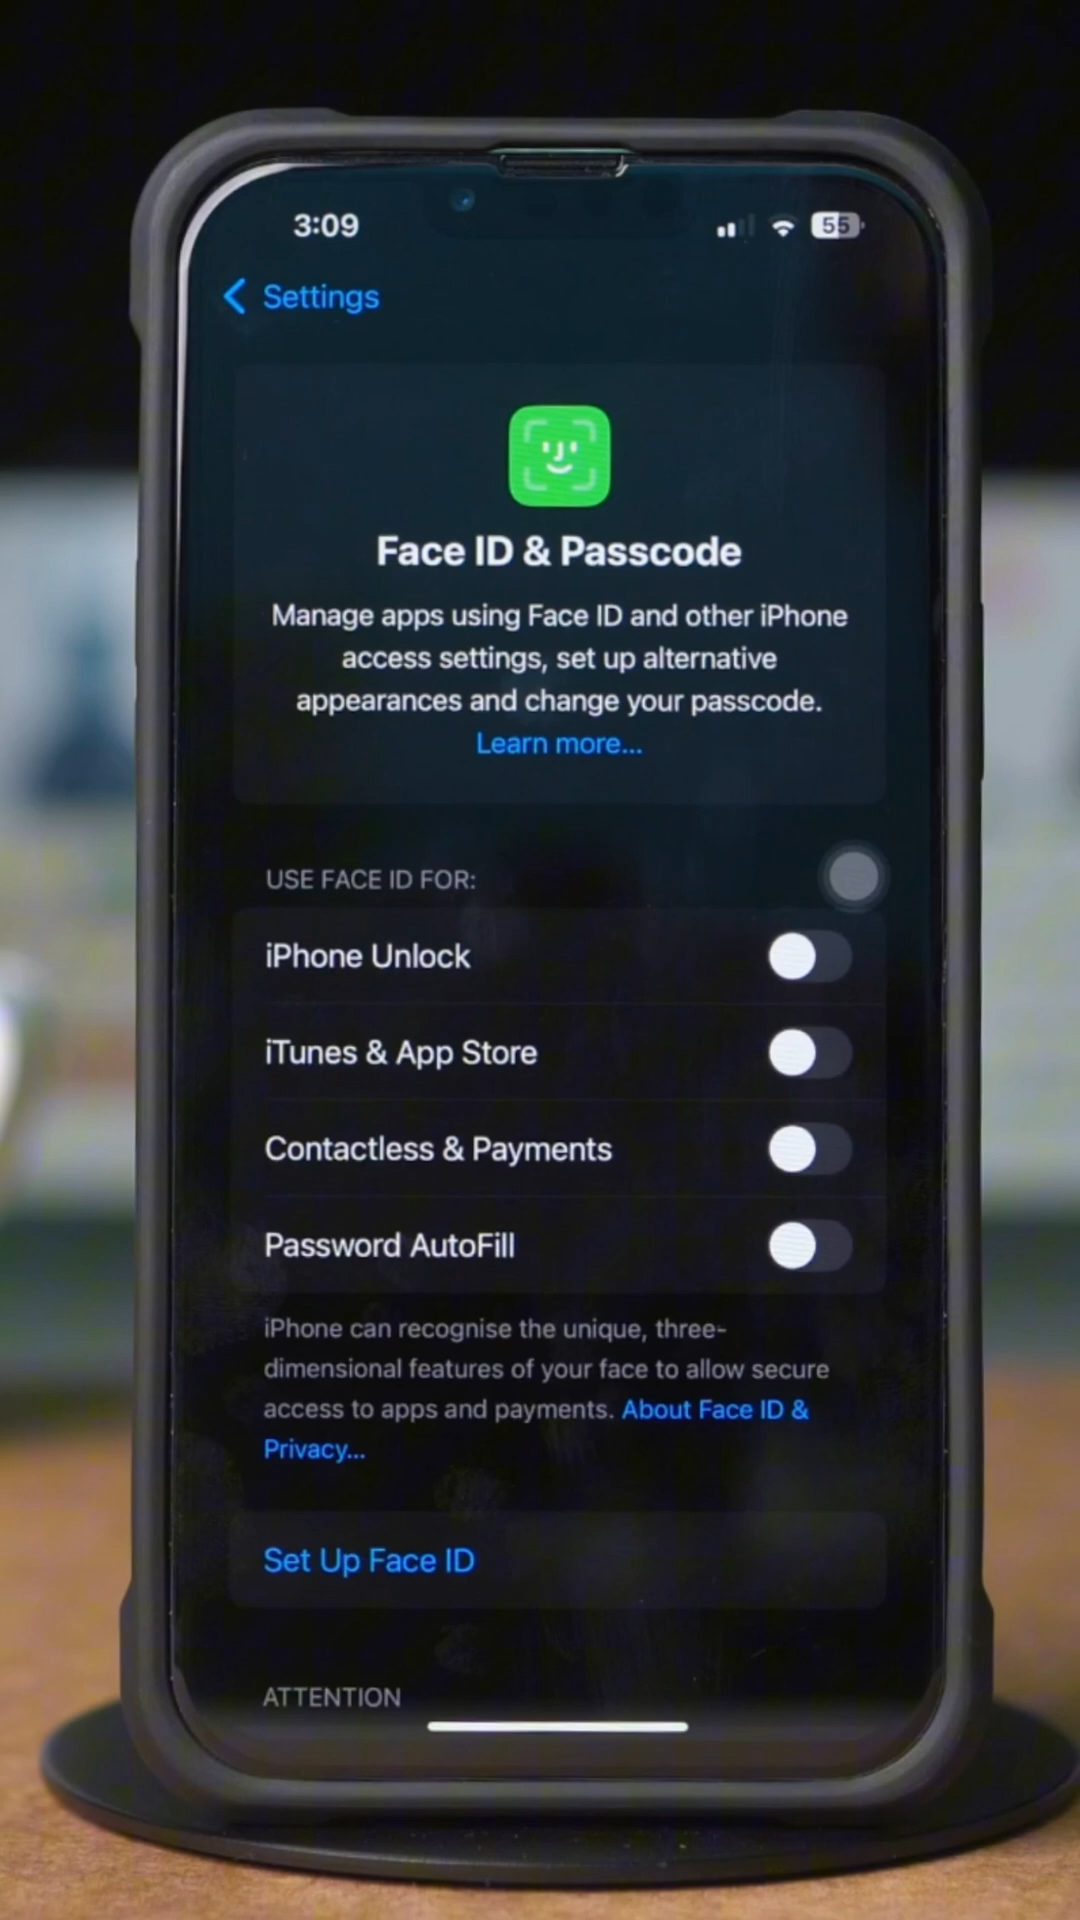 3:09
55
Settings
Face ID & Passcode
Manage apps using Face ID and other iPhone
access settings, set up alternative
appearances and change your passcode.
Learn more...
USE FACE ID FOR:
iPhone Unlock
iTunes & App Store
Contactless & Payments
Password AutoFill
iPhone can recognise the unique, three-
dimensional features of your face to allow secure
access to apps and payments. About Face ID &
Privacy...
Set Up Face ID
ATTENTION